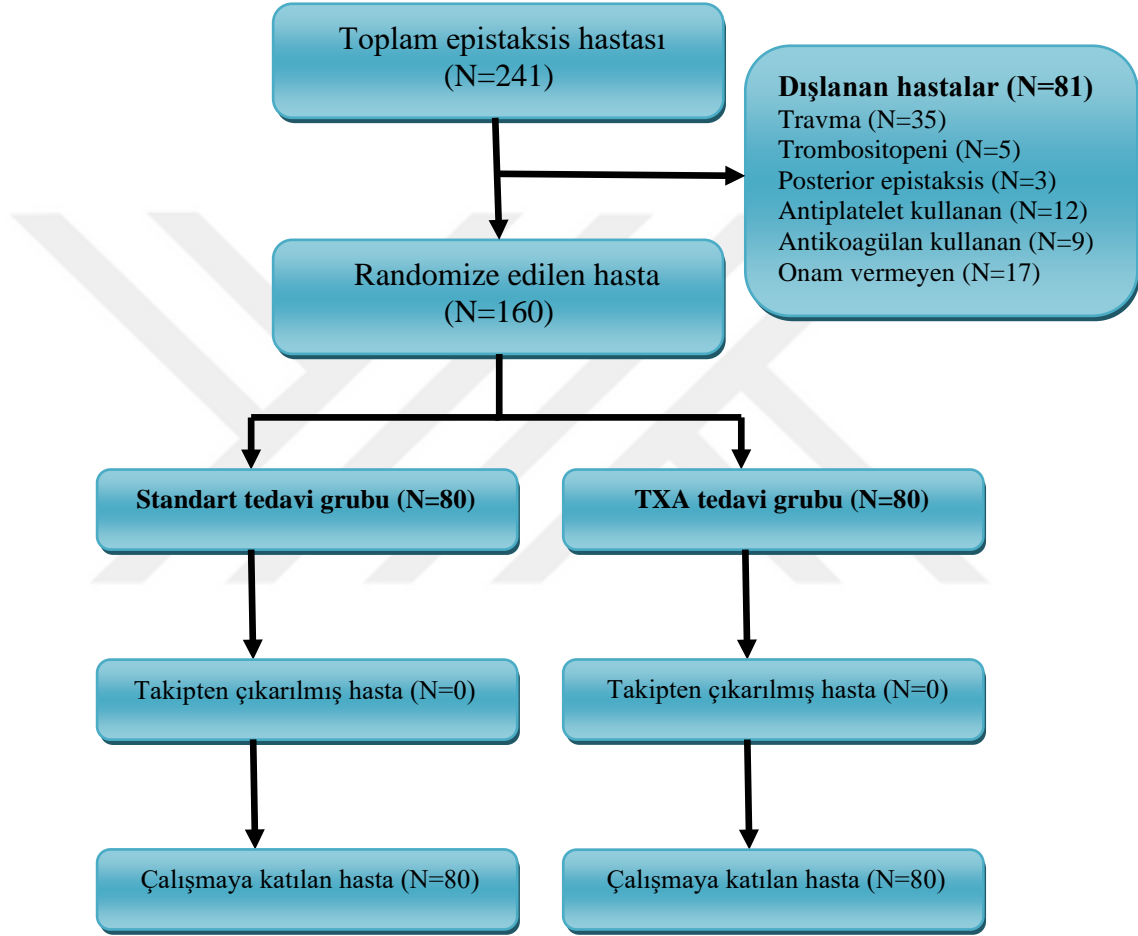 Toplam epistaksis hastası
(N=241)
Dışlanan hastalar (N=81)
Travma (N=35)
Trombositopeni (N=5)
Posterior epistaksis (N=3)
Antiplatelet kullanan (N=12)
Antikoagülan kullanan (N=9)
Onam vermeyen (N=17)
Randomize edilen hasta
(N=160)
Standart tedavi grubu (N=80)
TXA tedavi grubu (N=80)
Takipten çıkarılmış hasta (N=0)
Takipten çıkarılmış hasta (N=0)
Çalışmaya katılan hasta (N=80)
Çalışmaya katılan hasta (N=80)